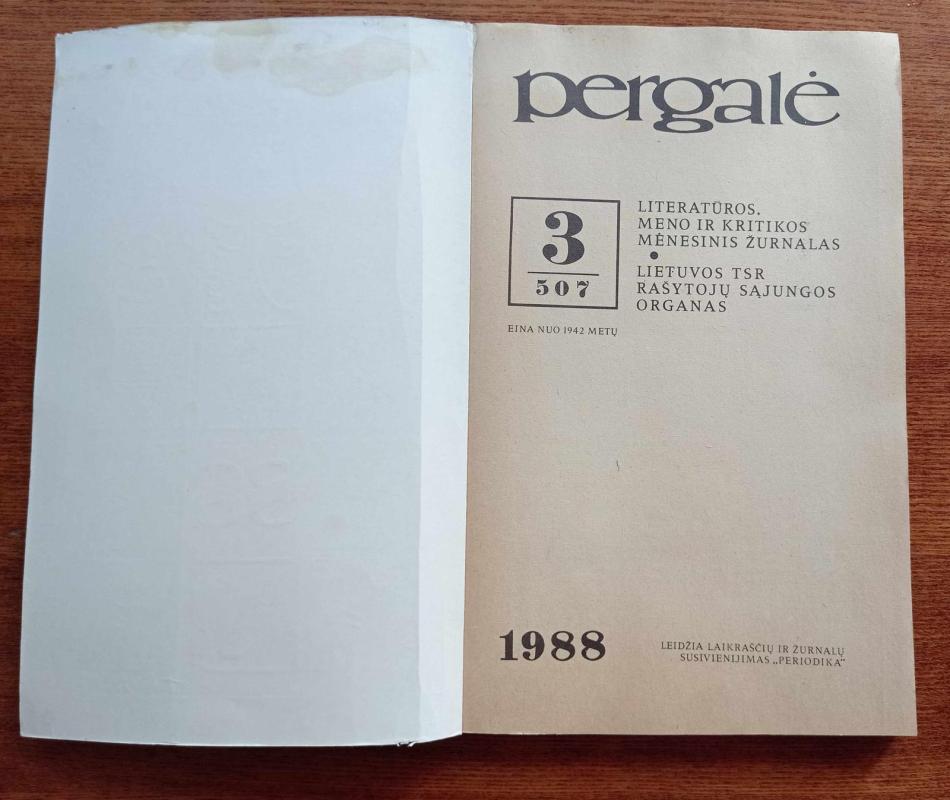 pergalė
3
507
LITERATŪROS,
MENO IR KRITIKOS
MĖNESINIS ŽURNALAS
•
LIETUVOS TSR
RAŠYTOJŲ SĄJUNGOS
ORGANAS
EINA NUO 1942 METŲ
1988
LEIDŽIA LAIKRAŠČIŲ IR ŽURNALŲ
SUSIVIENIJIMAS „PERIODIKA“